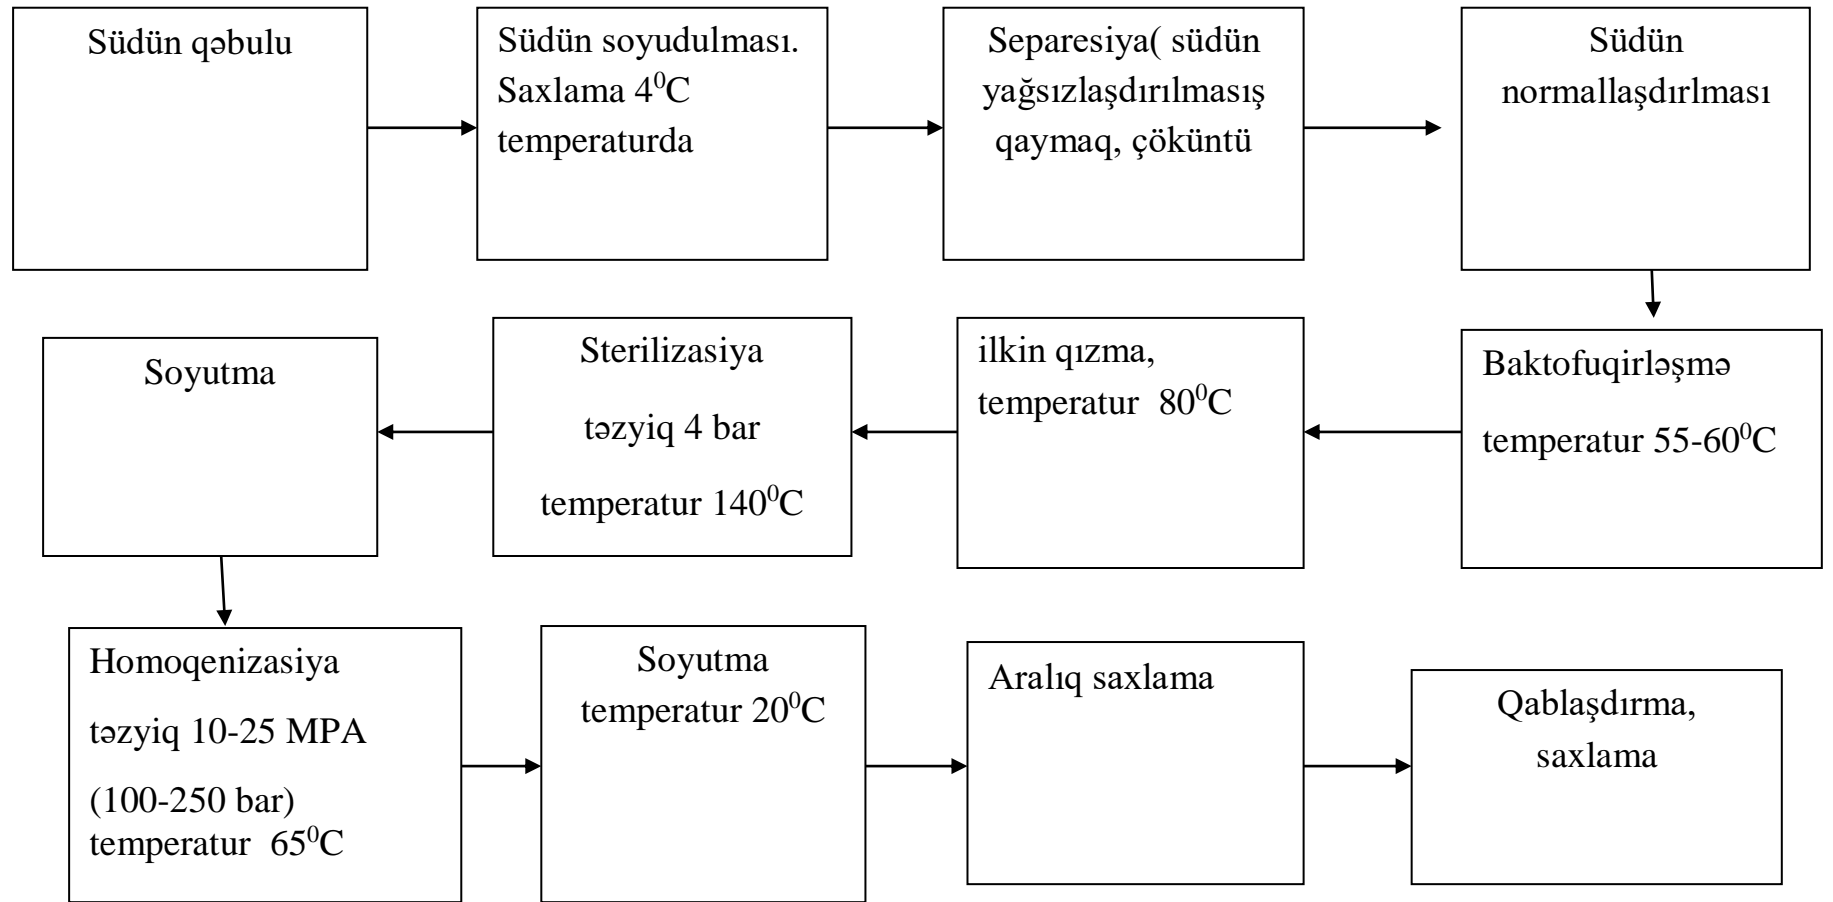 Südün qəbulu
Südün soyudulması.
Saxlama 4⁰C
temperaturda
Separesiya( südün
yağsızlaşdırılmasış
qaymaq, çöküntü
Südün
normallaşdırlması
Baktofuqirləşmə
temperatur 55-60⁰C
ilkin qızma,
temperatur 80⁰C
Sterilizasiya
təzyiq 4 bar
temperatur 140⁰C
Soyutma
Homoqenizasiya
təzyiq 10-25 MPA
(100-250 bar)
temperatur 65⁰C
Soyutma
temperatur 20⁰C
Aralıq saxlama
Qablaşdırma,
saxlama